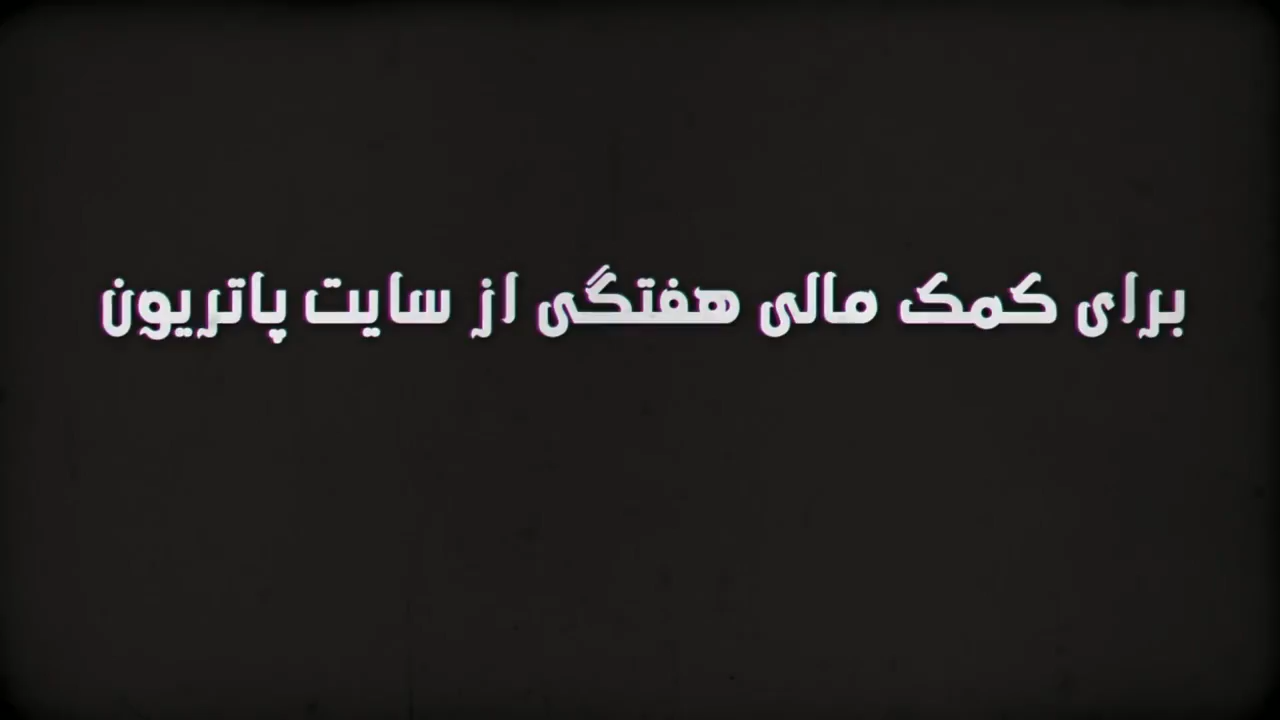 برای کمک مالی هفتگی از سایت پاتریون